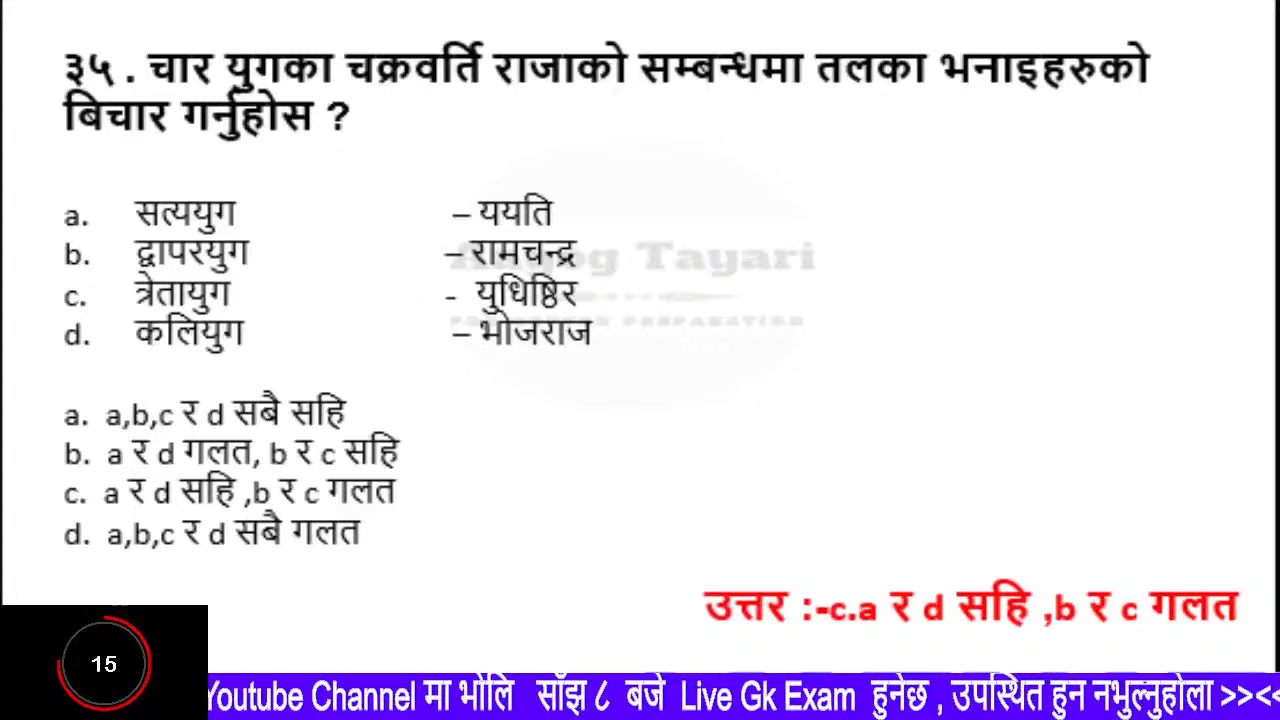 ३५ . चार युगका चक्रवर्ति राजाको सम्बन्धमा तलका भनाइहरुको
बिचार गर्नुहोस ?
a. सत्ययुग – ययति
b. द्वापरयुग – रामचन्द्र
c. त्रेतायुग - युधिष्ठिर
d. कलियुग – भोजराज
Tayari
PREPARATION
a. a,b,c र d सबै सहि
b. a र d गलत, b र c सहि
c. a र d सहि ,b र c गलत
d. a,b,c र d सबै गलत
उत्तर :-c.a र d सहि ,b र c गलत
15
Youtube Channel मा भोलि साँझ ८ बजे Live Gk Exam हुनेछ , उपस्थित हुन नभुल्नुहोला >><<